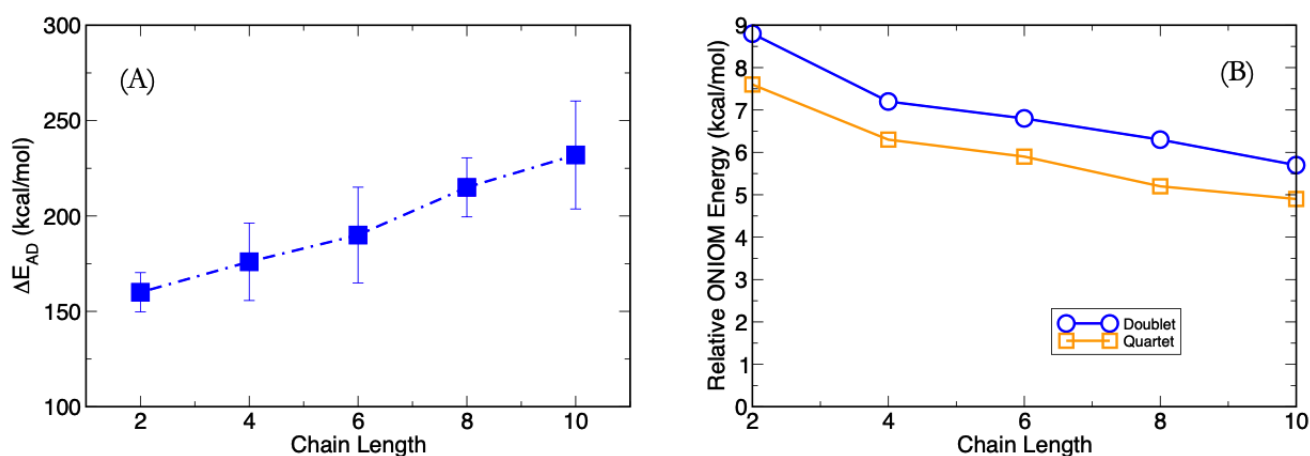 300
250
200
150
100
ΔE_AD (kcal/mol)
(A)
2 4 6 8 10
Chain Length
9
8
7
6
5
4
3
2
1
0
Relative ONIOM Energy (kcal/mol)
(B)
Doublet
Quartet
2 4 6 8 10
Chain Length